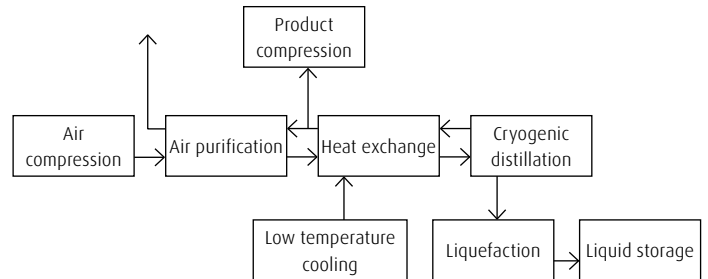 Product
compression
Air
compression
Air purification
Heat exchange
Cryogenic
distillation
Low temperature
cooling
Liquefaction
Liquid storage